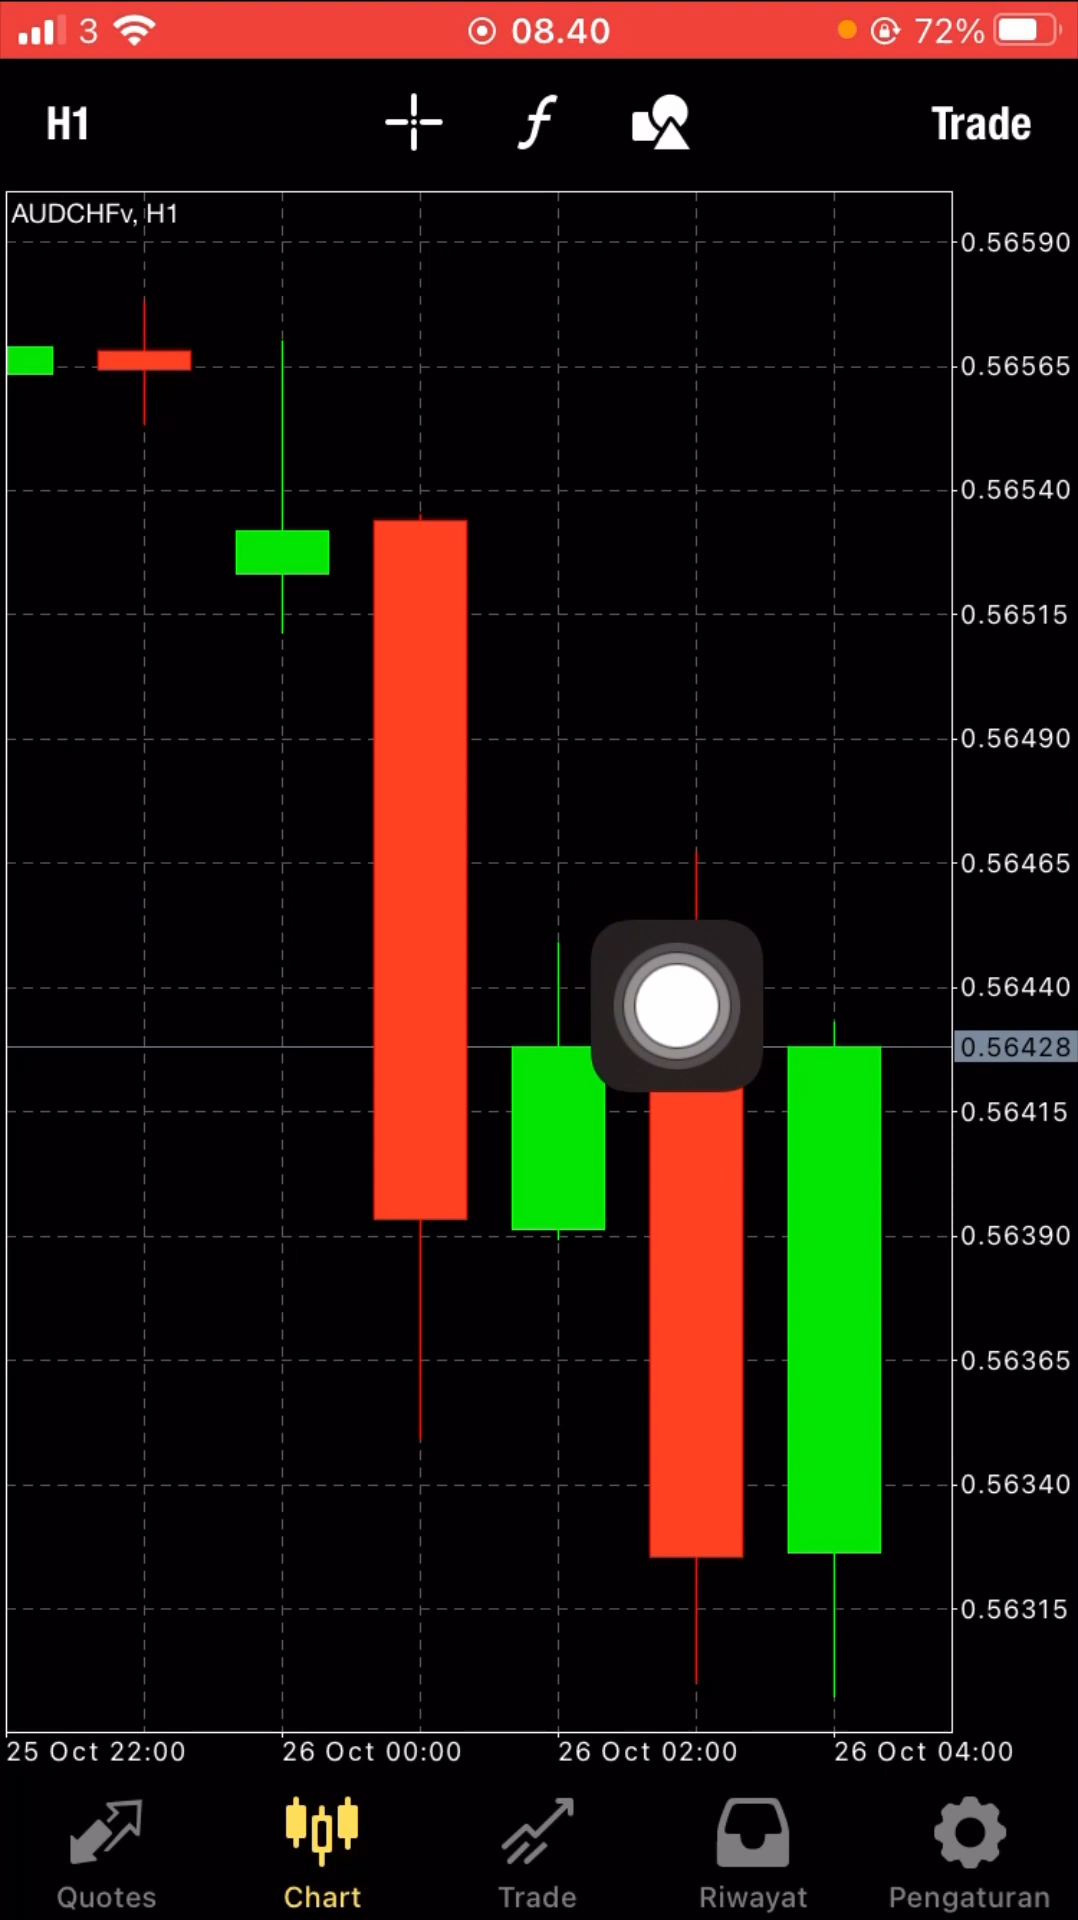 3 08.40 72%
H1 f Trade
AUDCHFv, H1
0.56590
0.56565
0.56540
0.56515
0.56490
0.56465
0.56440
0.56428
0.56415
0.56390
0.56365
0.56340
0.56315
25 Oct 22:00 26 Oct 00:00 26 Oct 02:00 26 Oct 04:00
Quotes Chart Trade Riwayat Pengaturan